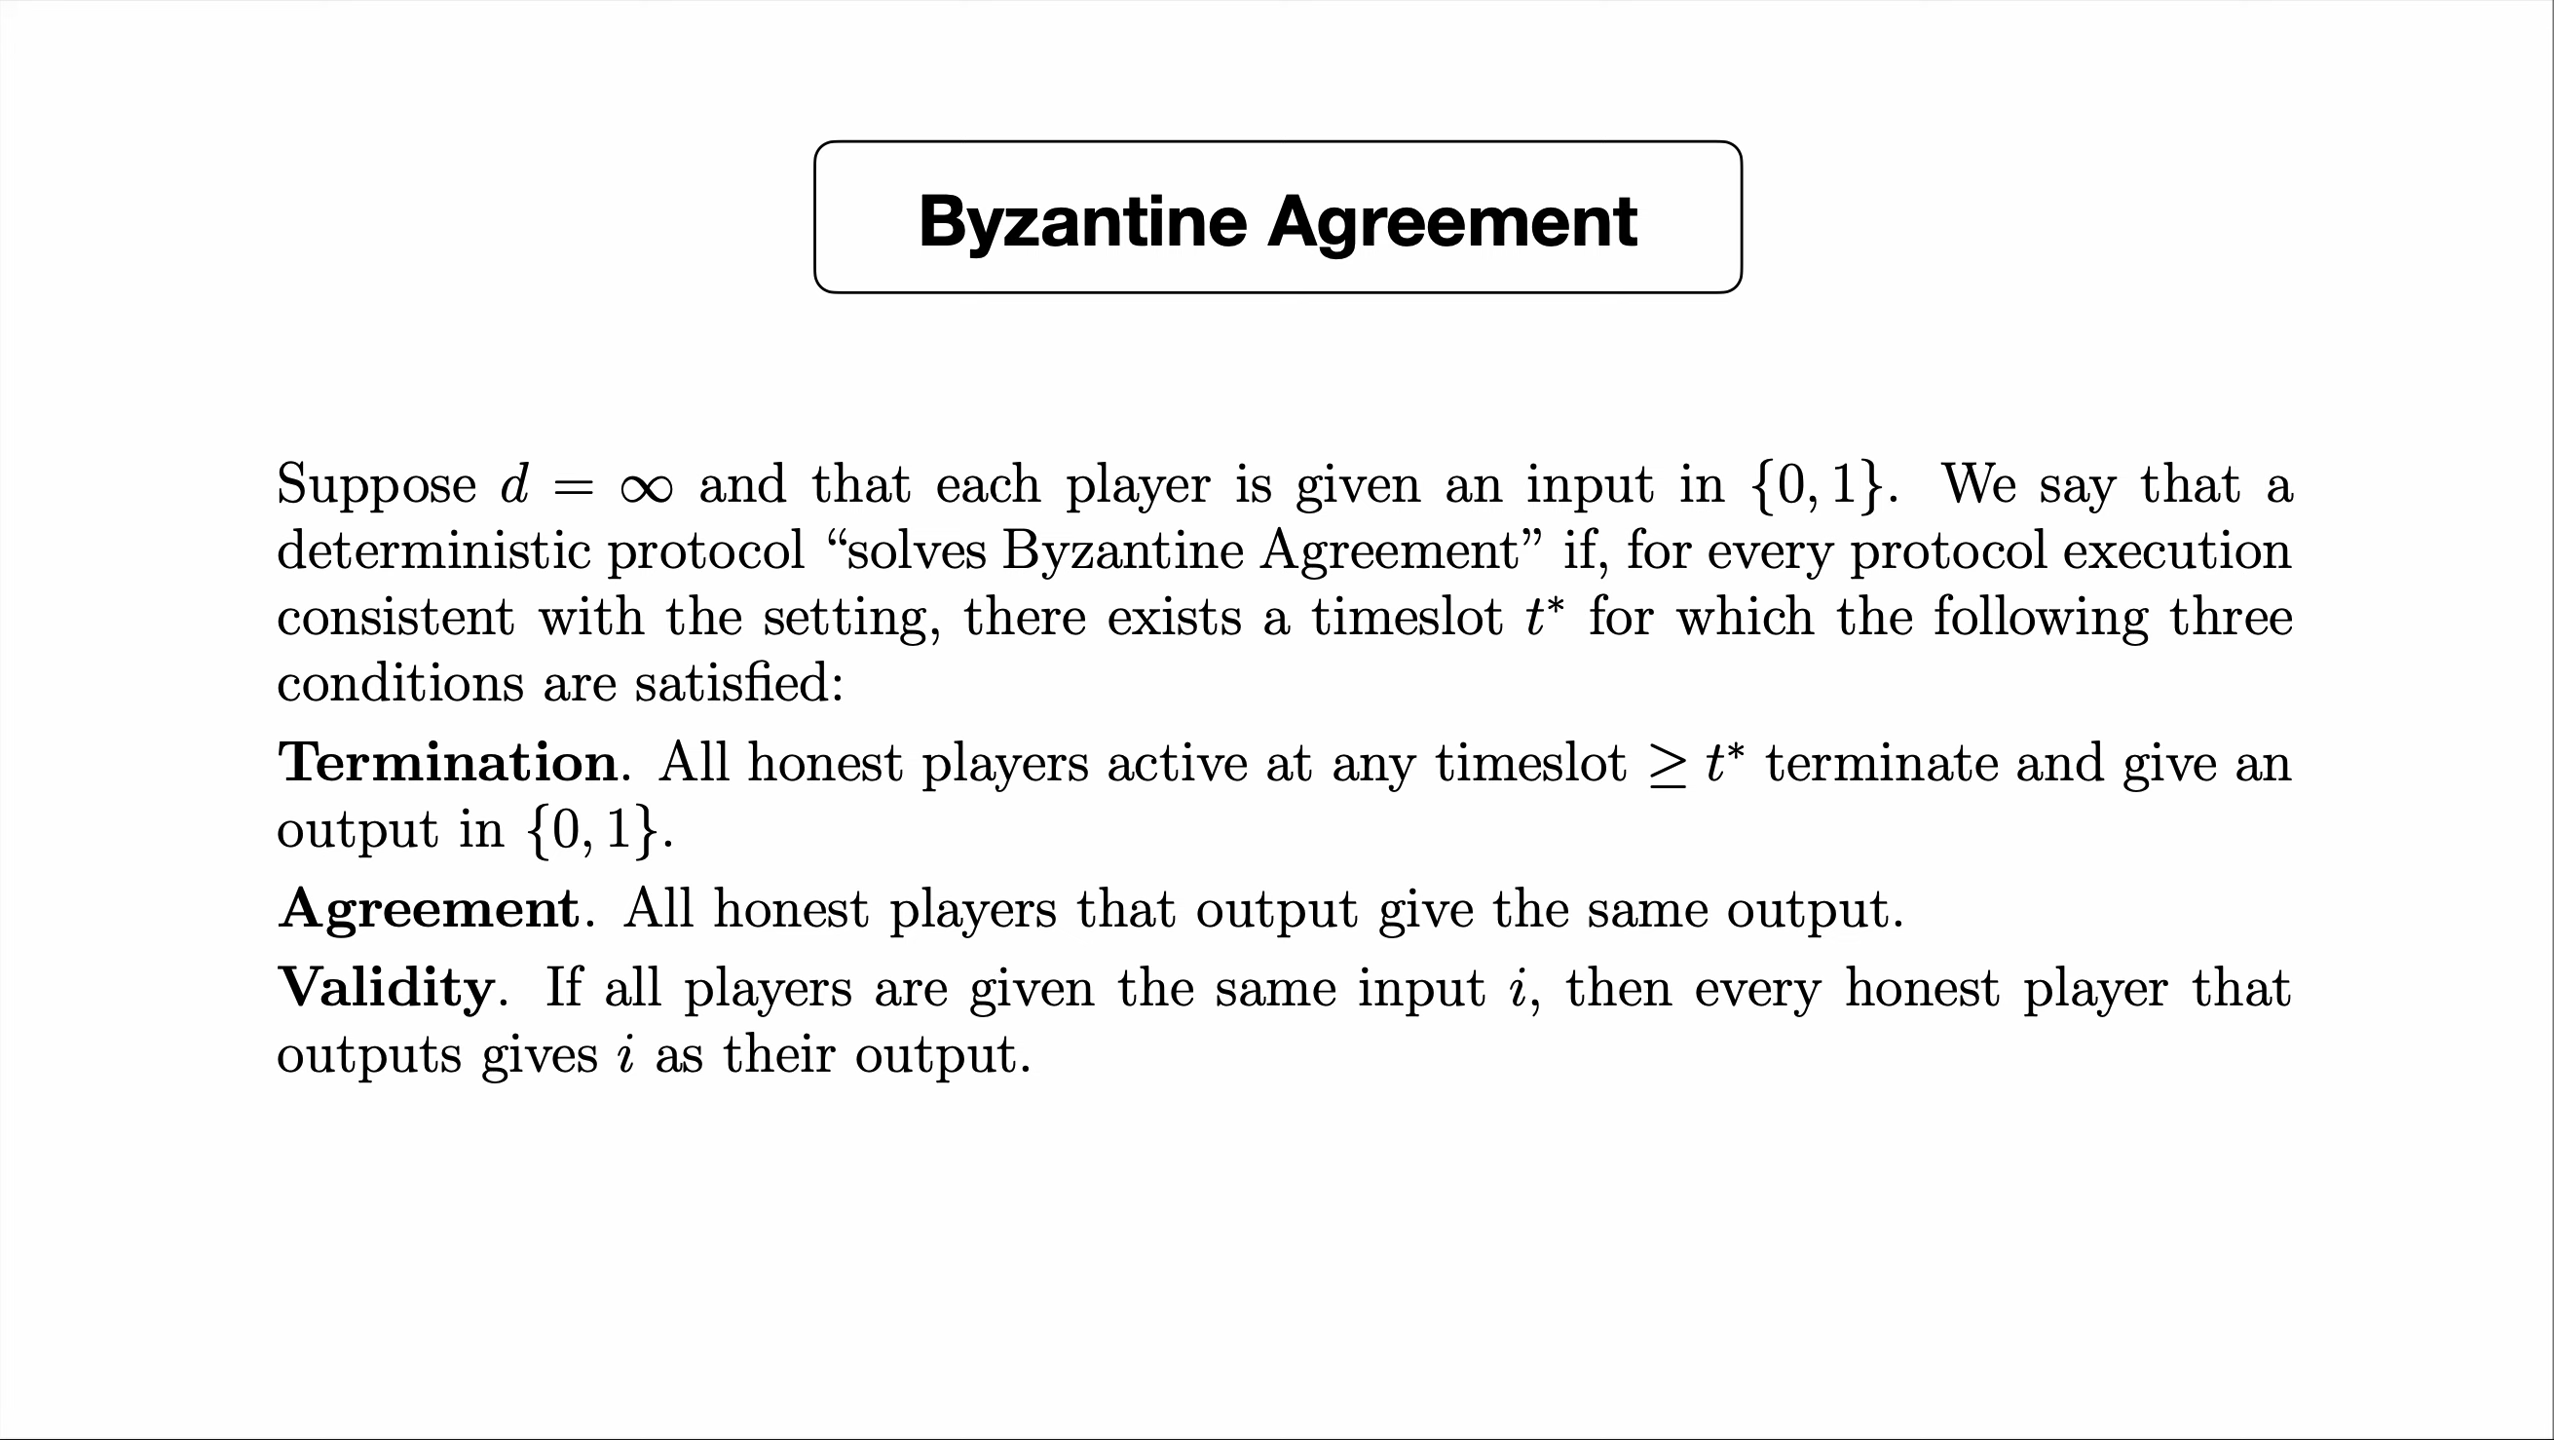 Byzantine Agreement
Suppose d = ∞ and that each player is given an input in {0, 1}. We say that a
deterministic protocol “solves Byzantine Agreement” if, for every protocol execution
consistent with the setting, there exists a timeslot t* for which the following three
conditions are satisfied:
Termination. All honest players active at any timeslot ≥ t* terminate and give an
output in {0, 1}.
Agreement. All honest players that output give the same output.
Validity. If all players are given the same input i, then every honest player that
outputs gives i as their output.